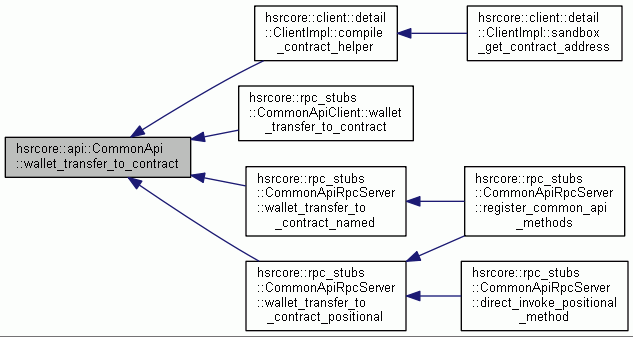 hsrcore::client::detail
::ClientImpl::compile
_contract_helper
hsrcore::client::detail
::ClientImpl::sandbox
_get_contract_address
hsrcore::rpc_stubs
::CommonApiClient::wallet
_transfer_to_contract
hsrcore::api::CommonApi
::wallet_transfer_to_contract
hsrcore::rpc_stubs
::CommonApiRpcServer
::wallet_transfer_to
_contract_named
hsrcore::rpc_stubs
::CommonApiRpcServer
::register_common_api
_methods
hsrcore::rpc_stubs
::CommonApiRpcServer
::wallet_transfer_to
_contract_positional
hsrcore::rpc_stubs
::CommonApiRpcServer
::direct_invoke_positional
_method